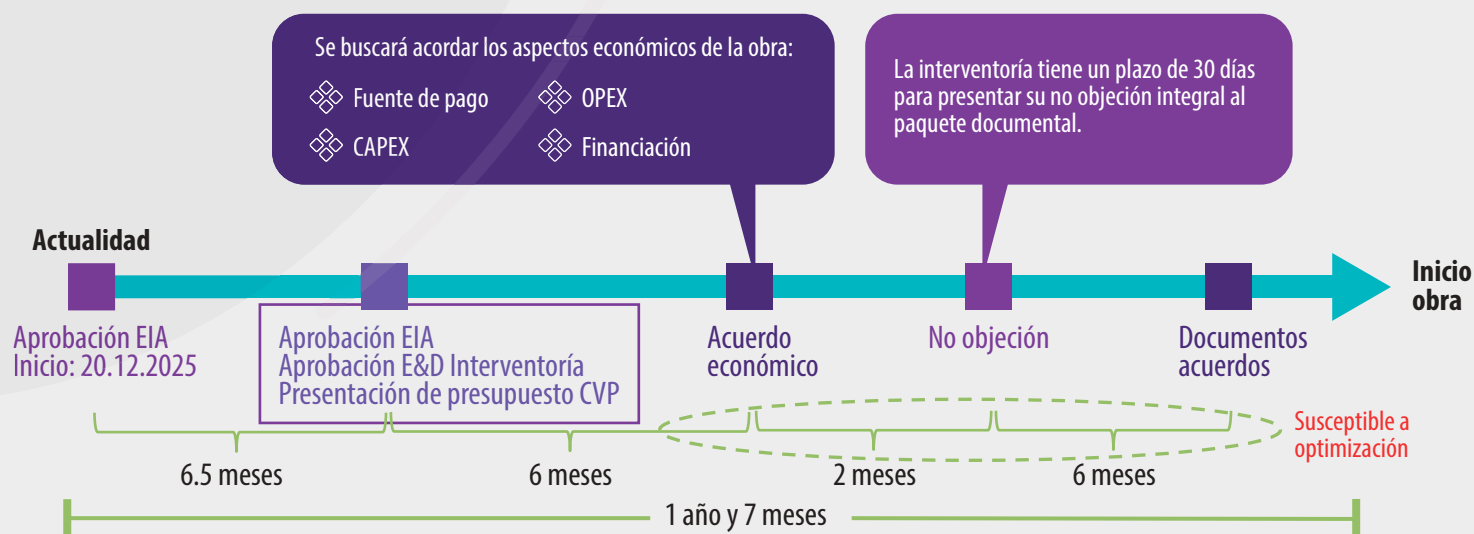 Se buscará acordar los aspectos económicos de la obra:
Fuente de pago
OPEX
CAPEX
Financiación
La interventoría tiene un plazo de 30 días
para presentar su no objeción integral al
paquete documental.
Actualidad
Inicio
obra
Aprobación EIA
Inicio: 20.12.2025
Aprobación EIA
Aprobación E&D Interventoría
Presentación de presupuesto CVP
Acuerdo
económico
No objeción
Documentos
acuerdos
Susceptible a
optimización
6.5 meses
6 meses
2 meses
6 meses
1 año y 7 meses